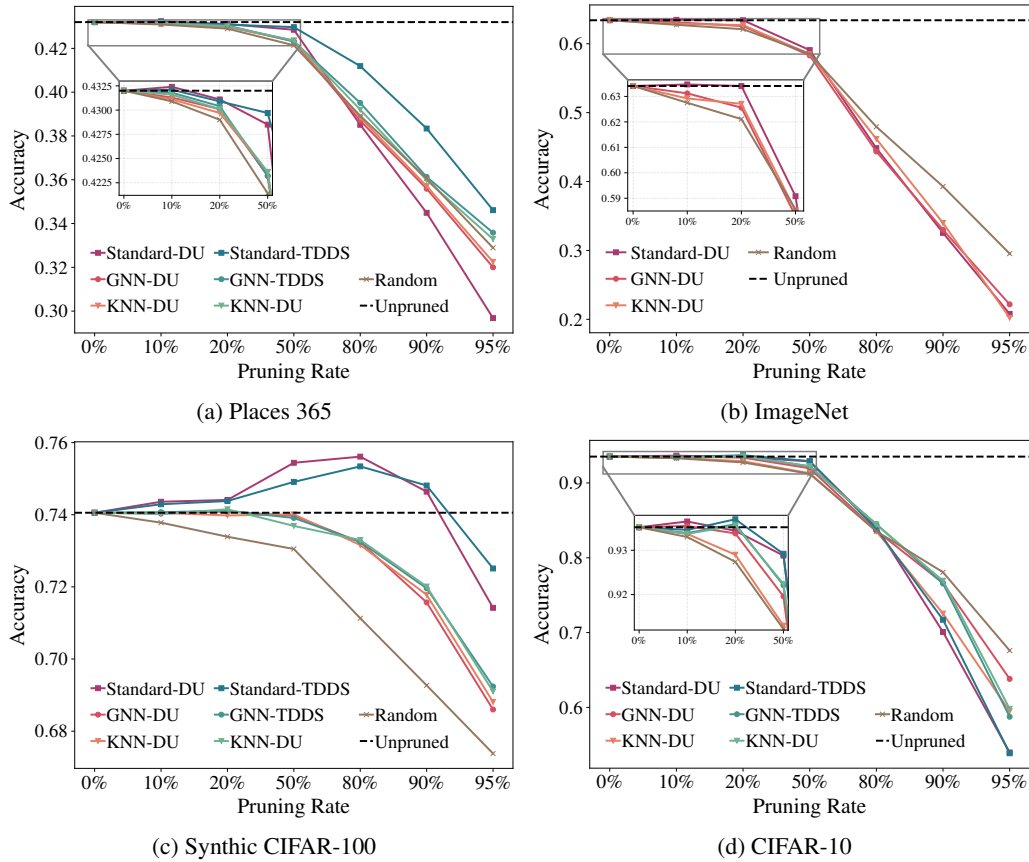 0.42
0.40
0.38
0.36
0.34
0.32
0.30
Accuracy
0.4325
0.4300
0.4275
0.4250
0.4225
0% 10% 20% 50%
Standard-DU Standard-TDDS
GNN-DU GNN-TDDS Random
KNN-DU KNN-DU Unpruned
0% 10% 20% 50% 80% 90% 95%
Pruning Rate
(a) Places 365
0.6
0.5
0.4
0.3
0.2
Accuracy
0.63
0.62
0.61
0.60
0.59
0% 10% 20% 50%
Standard-DU Random
GNN-DU Unpruned
KNN-DU
0% 10% 20% 50% 80% 90% 95%
Pruning Rate
(b) ImageNet
0.76
0.74
0.72
0.70
0.68
Accuracy
Standard-DU Standard-TDDS
GNN-DU GNN-TDDS Random
KNN-DU KNN-DU Unpruned
0% 10% 20% 50% 80% 90% 95%
Pruning Rate
(c) Synthic CIFAR-100
0.9
0.8
0.7
0.6
Accuracy
0.93
0.92
0% 10% 20% 50%
Standard-DU Standard-TDDS
GNN-DU GNN-TDDS Random
KNN-DU KNN-DU Unpruned
0% 10% 20% 50% 80% 90% 95%
Pruning Rate
(d) CIFAR-10